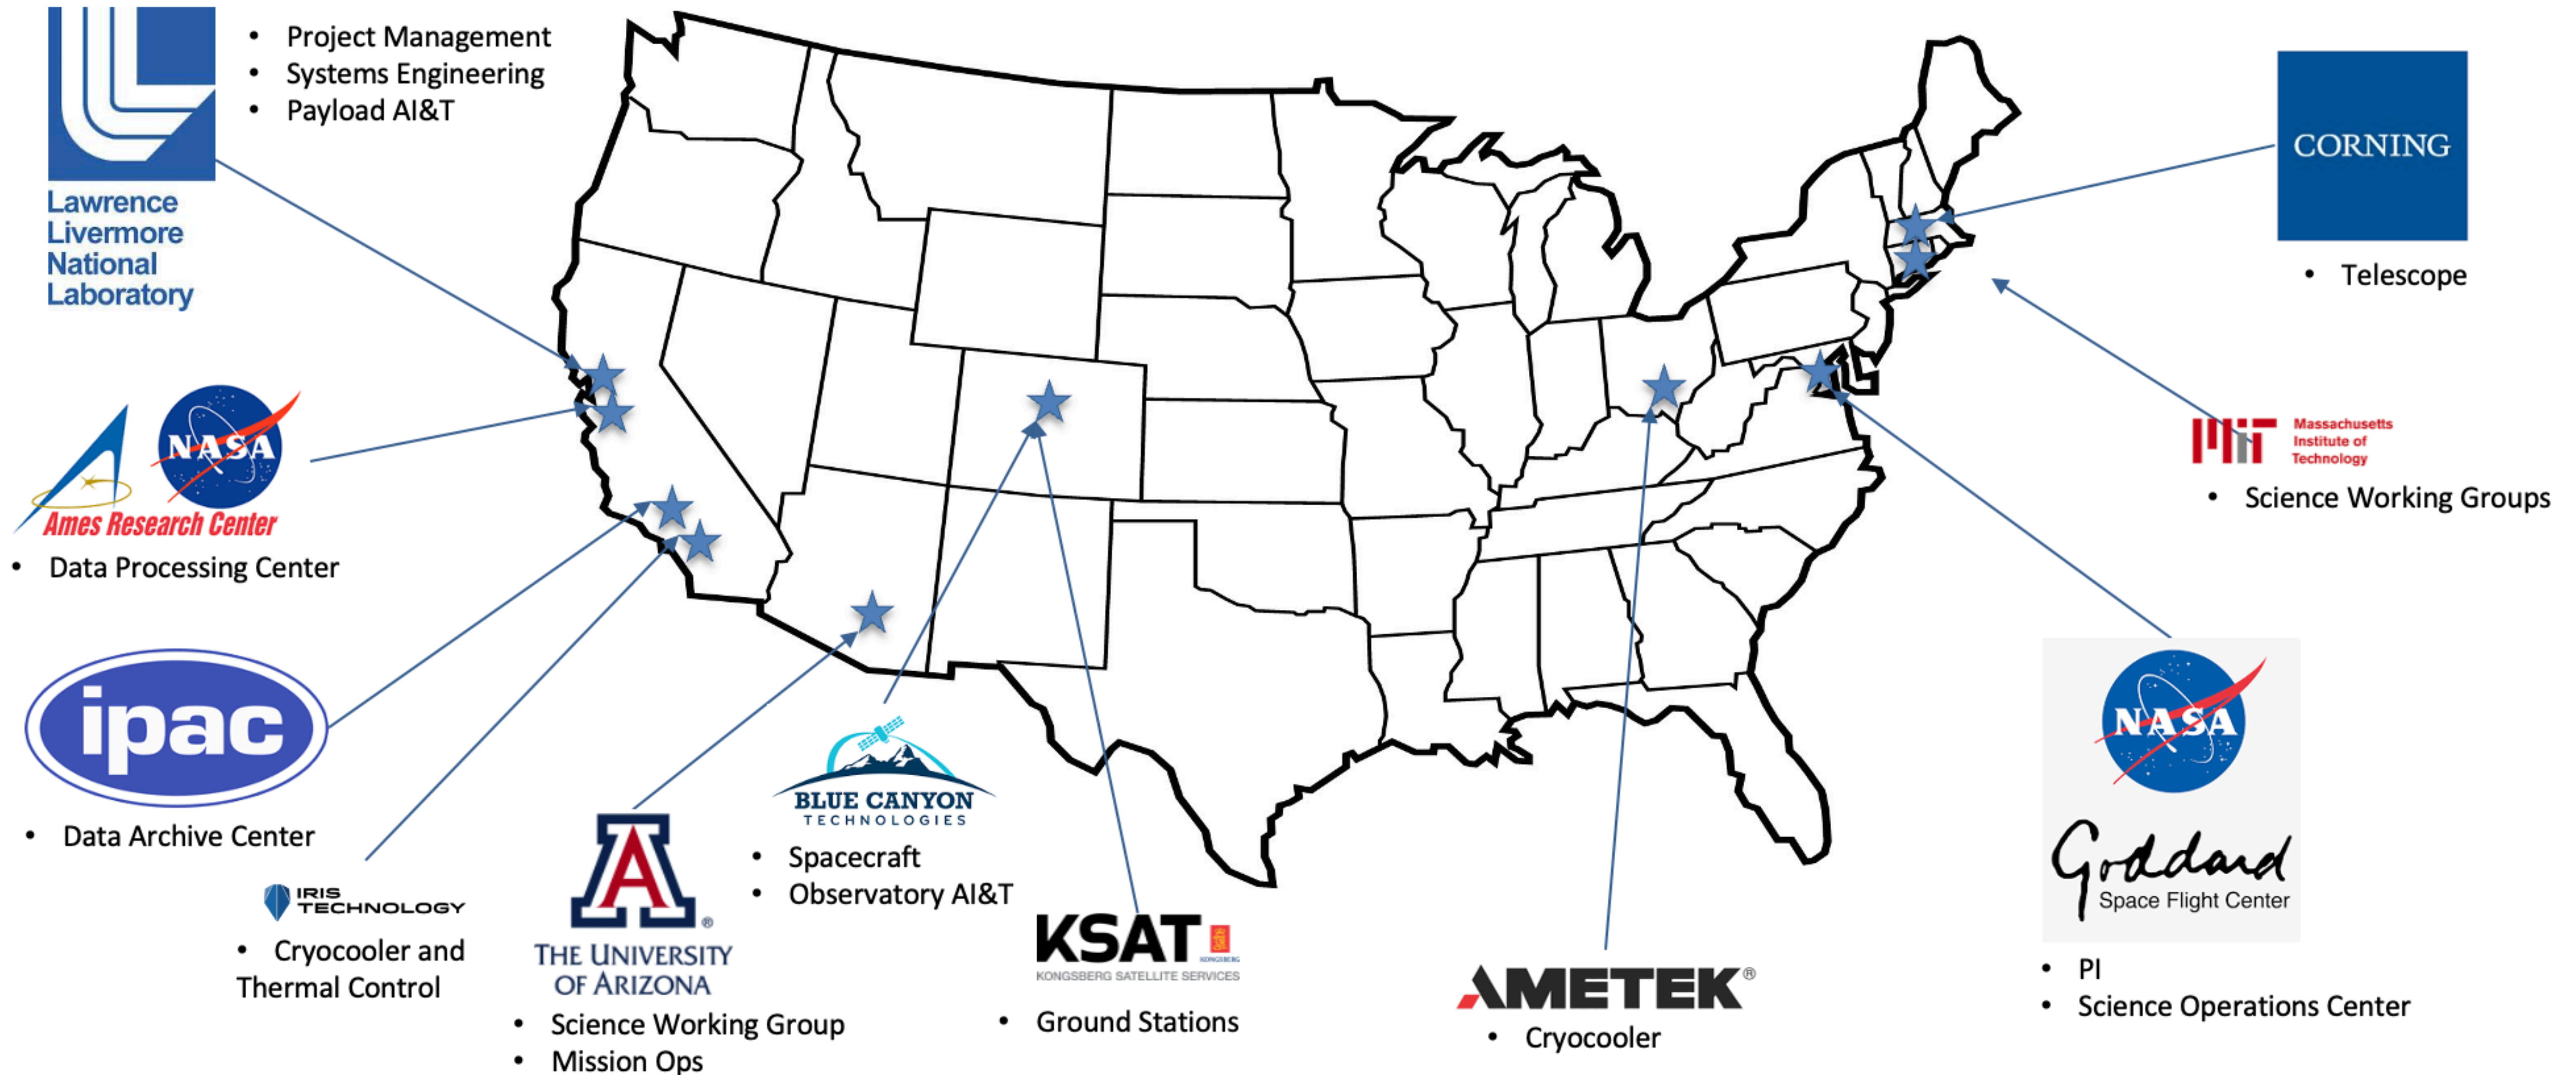 Lawrence
Livermore
National
Laboratory
• Project Management
• Systems Engineering
• Payload AI&T
NASA
Ames Research Center
• Data Processing Center
ipac
• Data Archive Center
IRIS
TECHNOLOGY
• Cryocooler and
Thermal Control
A®
THE UNIVERSITY
OF ARIZONA
• Science Working Group
• Mission Ops
BLUE CANYON
TECHNOLOGIES
• Spacecraft
• Observatory AI&T
KSAT
KONGSBERG
KONGSBERG SATELLITE SERVICES
• Ground Stations
AMETEK®
• Cryocooler
CORNING
• Telescope
MIT
Massachusetts
Institute of
Technology
• Science Working Groups
NASA
Goddard
Space Flight Center
• PI
• Science Operations Center